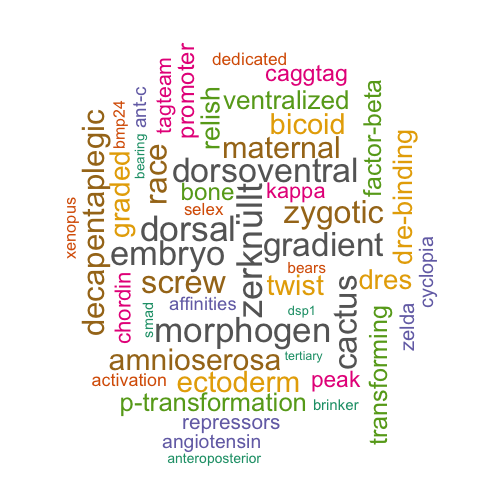 dedicated
caggtag
promoter
tagteam
ant-c
bmp24
bearing
relish
ventralized
factor-beta
bicoid
maternal
race
dorsoventral
decapentaplegic
graded
bone
kappa
dre-binding
selex
zerknüllt
zygotic
xenopus
dorsal
embryo
gradient
cyclopia
chordin
screw
bears
twist
dres
cactus
affinities
smad
dsp1
zelda
morphogen
transforming
amnioserosa
tertiary
activation
ectoderm
peak
p-transformation
brinker
repressors
angiotensin
anteroposterior